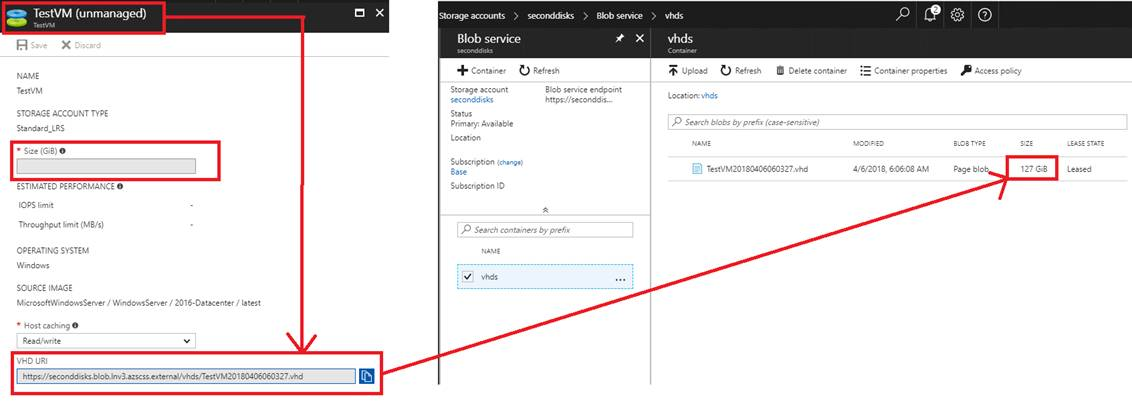 TestVM (unmanaged)
TestVM
Save Discard
NAME
TestVM
STORAGE ACCOUNT TYPE
Standard_LRS
* Size (GiB)
ESTIMATED PERFORMANCE
IOPS limit -
Throughput limit (MB/s) -
OPERATING SYSTEM
Windows
SOURCE IMAGE
MicrosoftWindowsServer / WindowsServer / 2016-Datacenter / latest
* Host caching
Read/write
VHD URI
https://seconddisks.blob.lnv3.azscss.external/vhds/TestVM20180406060327.vhd
Storage accounts > seconddisks > Blob service > vhds
2
Blob service
seconddisks
Container Refresh
Storage account
seconddisks
Status
Primary: Available
Location
Subscription (change)
Base
Subscription ID
Blob service endpoint
https://seconddis...
Search containers by prefix
NAME
vhds ...
vhds
Container
Upload Refresh Delete container Container properties Access policy
Location: vhds
Search blobs by prefix (case-sensitive)
NAME MODIFIED BLOB TYPE SIZE LEASE STATE
TestVM20180406060327.vhd 4/6/2018, 6:06:08 AM Page blob 127 GiB Leased